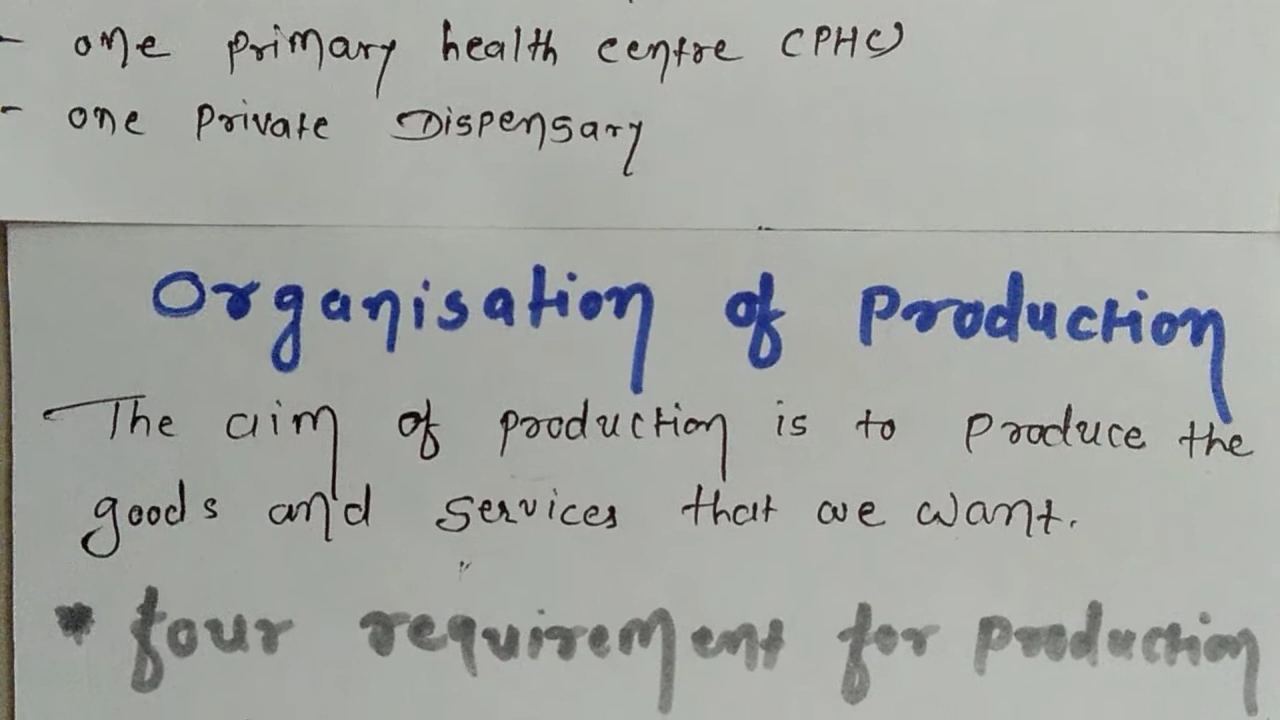 - one primary health centre (PHC)
- one Private Dispensary
Organisation of Production
The aim of production is to produce the
goods and services that we want.
* four requirement for production